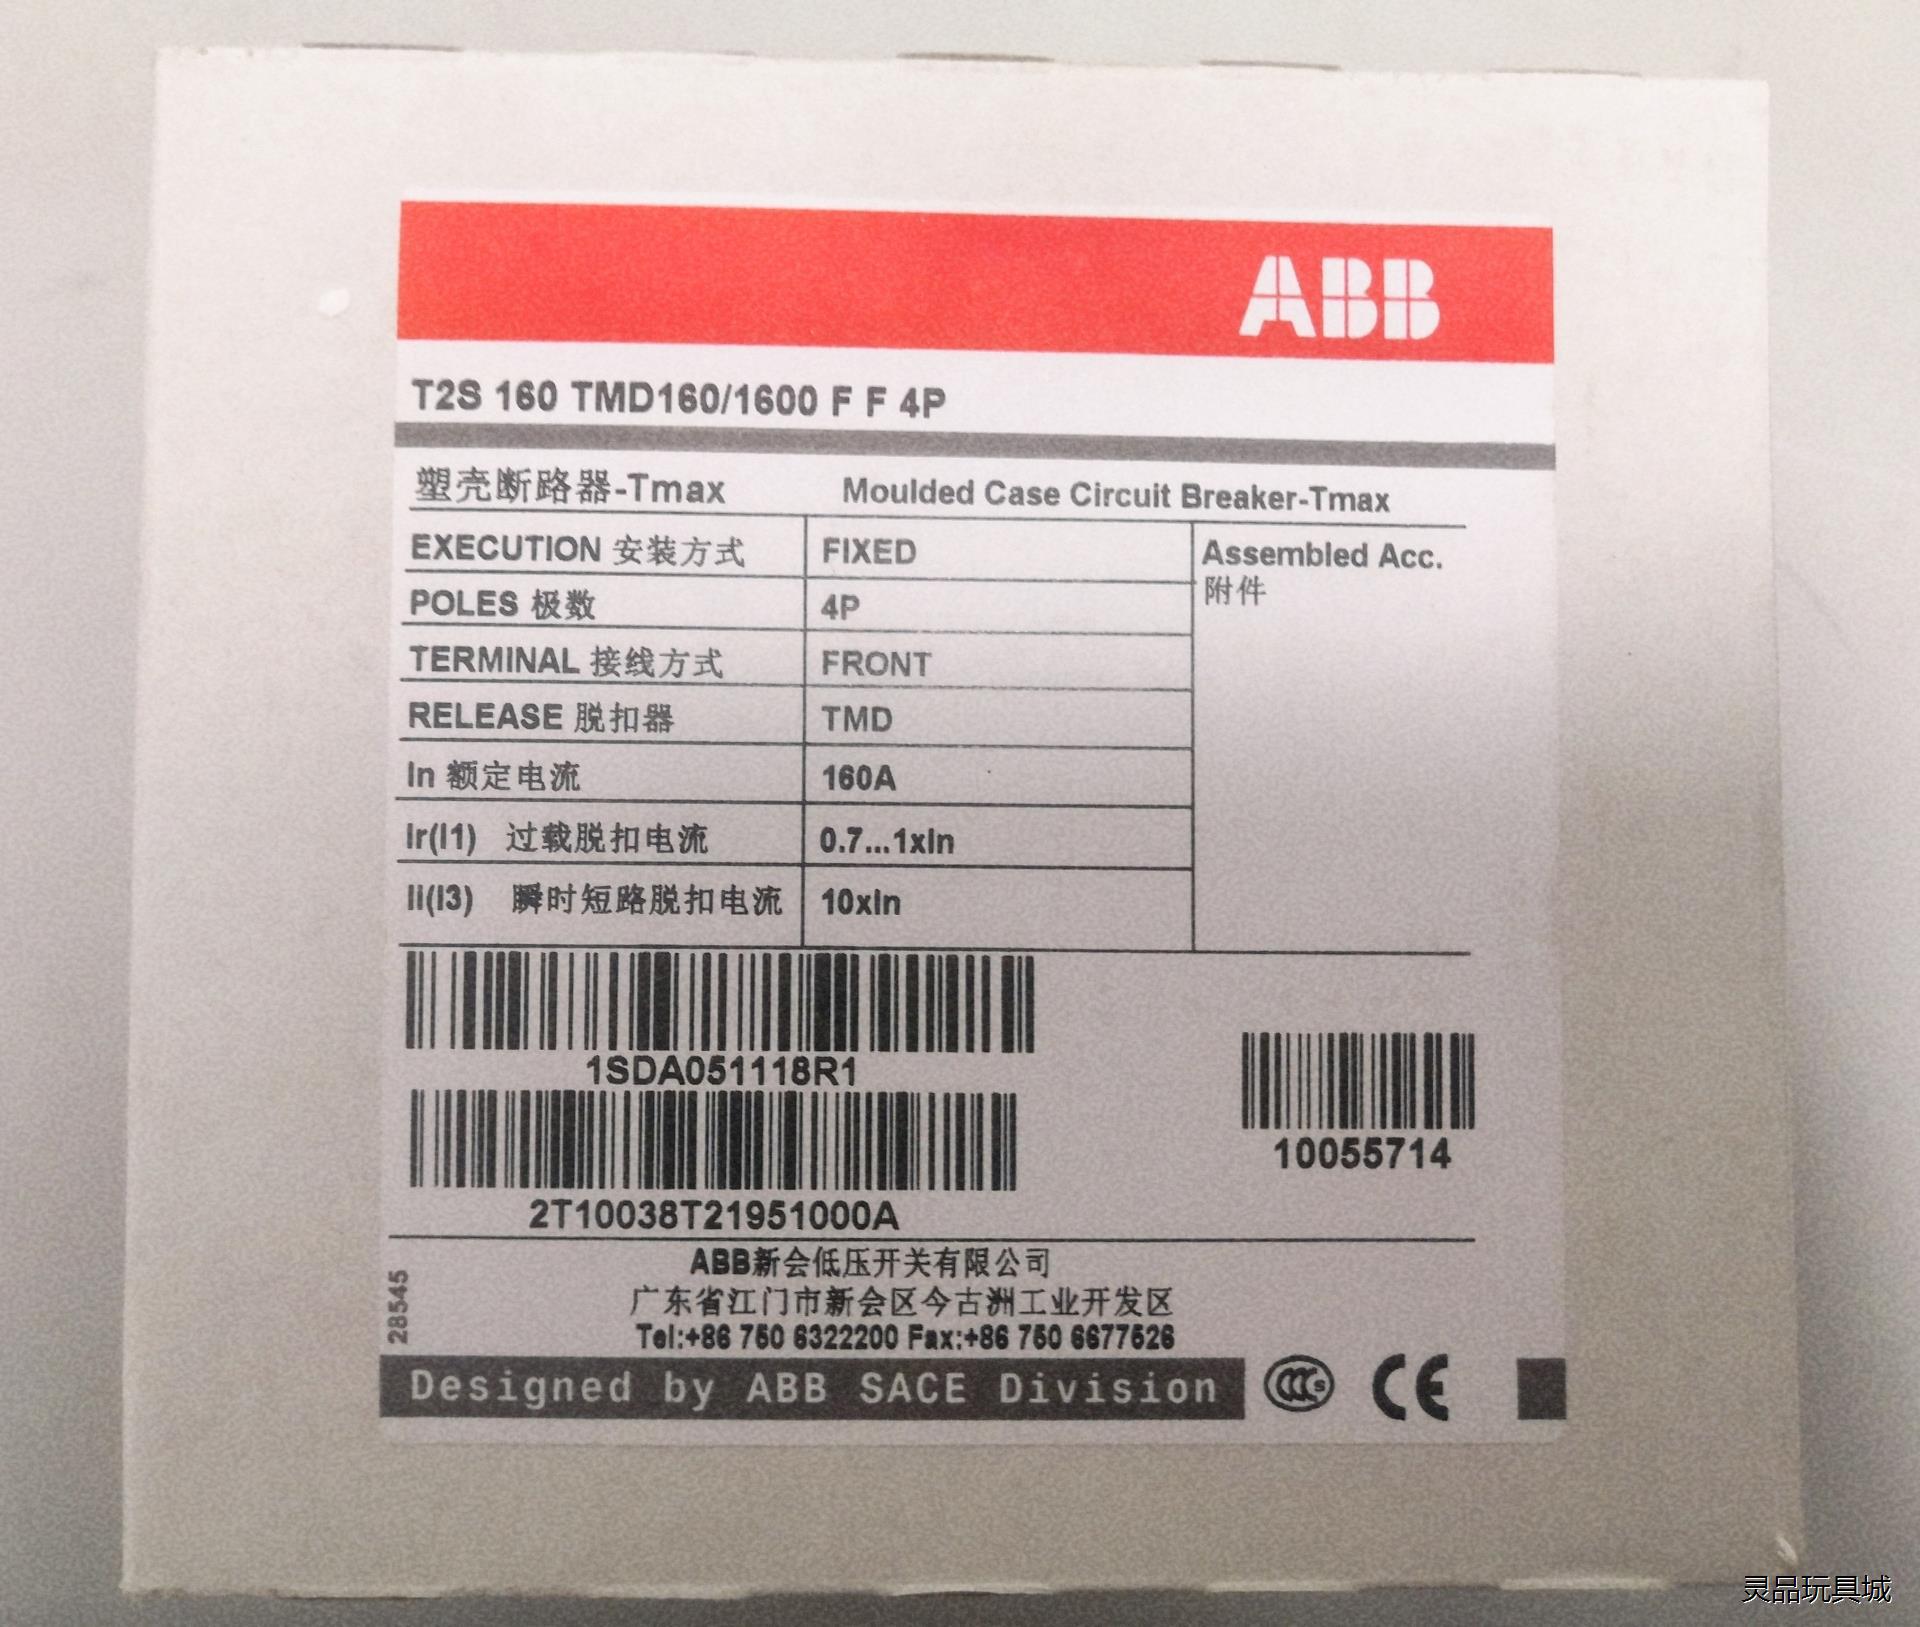 ABB
T2S 160 TMD160/1600 F F 4P
塑壳断路器-Tmax Moulded Case Circuit Breaker-Tmax
EXECUTION 安装方式 FIXED Assembled Acc.
附件
POLES 极数 4P
TERMINAL 接线方式 FRONT
RELEASE 脱扣器 TMD
In 额定电流 160A
Ir(I1) 过载脱扣电流 0.7...1xIn
Ii(I3) 瞬时短路脱扣电流 10xIn
1SDA051118R1
10055714
2T10038T21951000A
28545
ABB新会低压开关有限公司
广东省江门市新会区今古洲工业开发区
Tel:+86 750 6322200 Fax:+86 750 6677526
Designed by ABB SACE Division CCC S CE
灵品玩具城